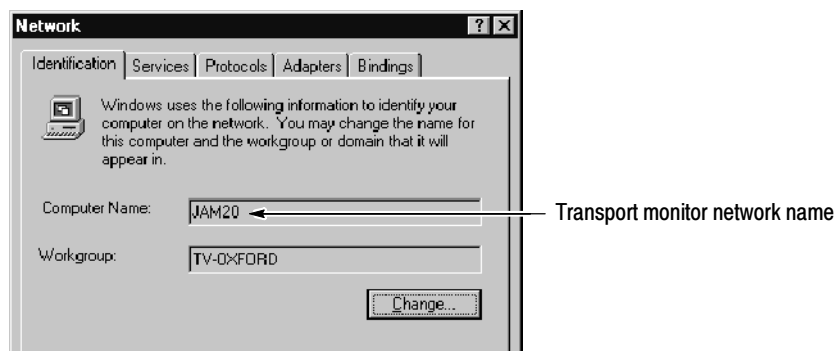 Network
Identification Services Protocols Adapters Bindings
Windows uses the following information to identify your
computer on the network. You may change the name for
this computer and the workgroup or domain that it will
appear in.
Computer Name: JAM20
Transport monitor network name
Workgroup: TV-OXFORD
Change...